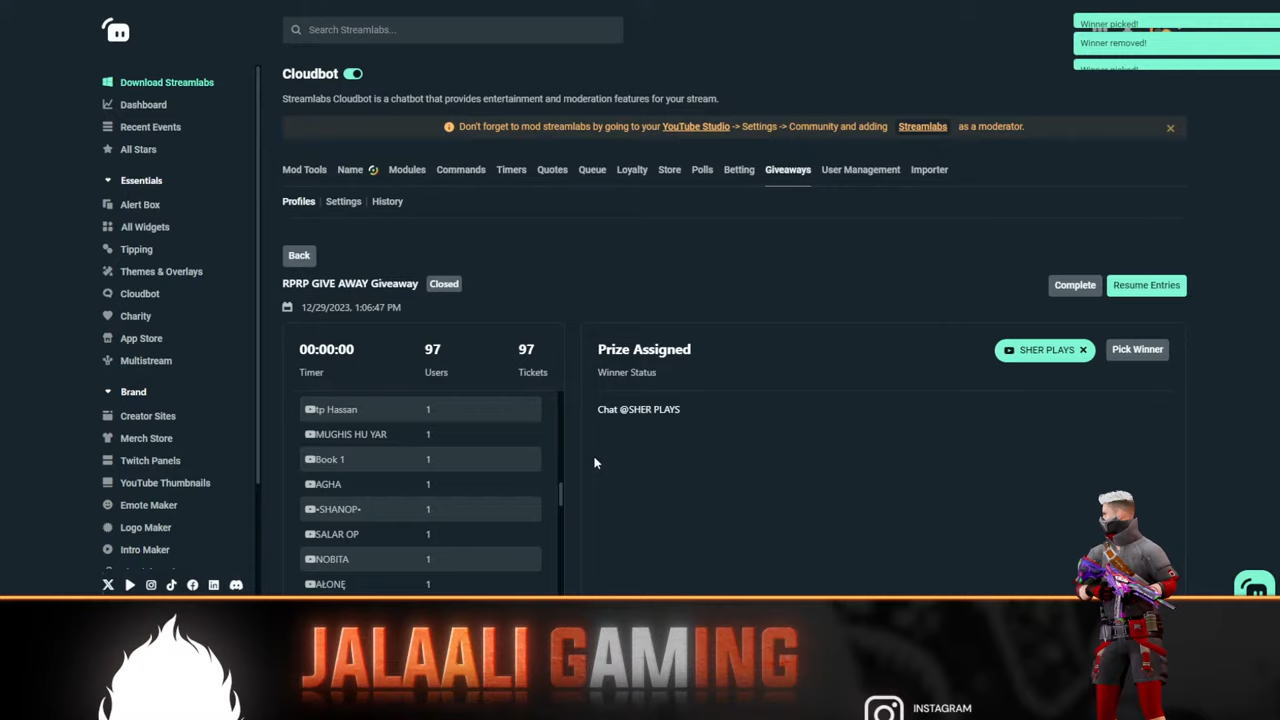 Search Streamlabs...
Winner picked!
Winner removed!
Winner picked!
Download Streamlabs
Dashboard
Recent Events
All Stars
Essentials
Alert Box
All Widgets
Tipping
Themes & Overlays
Cloudbot
Charity
App Store
Multistream
Brand
Creator Sites
Merch Store
Twitch Panels
YouTube Thumbnails
Emote Maker
Logo Maker
Intro Maker
Cloudbot
Streamlabs Cloudbot is a chatbot that provides entertainment and moderation features for your stream.
Don't forget to mod streamlabs by going to your YouTube Studio -> Settings -> Community and adding Streamlabs as a moderator.
Mod Tools Name Modules Commands Timers Quotes Queue Loyalty Store Polls Betting Giveaways User Management Importer
Profiles Settings History
Back
RPRP GIVE AWAY Giveaway Closed
Complete Resume Entries
12/29/2023, 1:06:47 PM
00:00:00 97 97
Timer Users Tickets
tp Hassan 1
MUGHIS HU YAR 1
Book 1 1
AGHA 1
•SHANOP• 1
SALAR OP 1
NOBITA 1
AŁONĘ 1
Prize Assigned SHER PLAYS Pick Winner
Winner Status
Chat @SHER PLAYS
JALAALI GAMING
INSTAGRAM